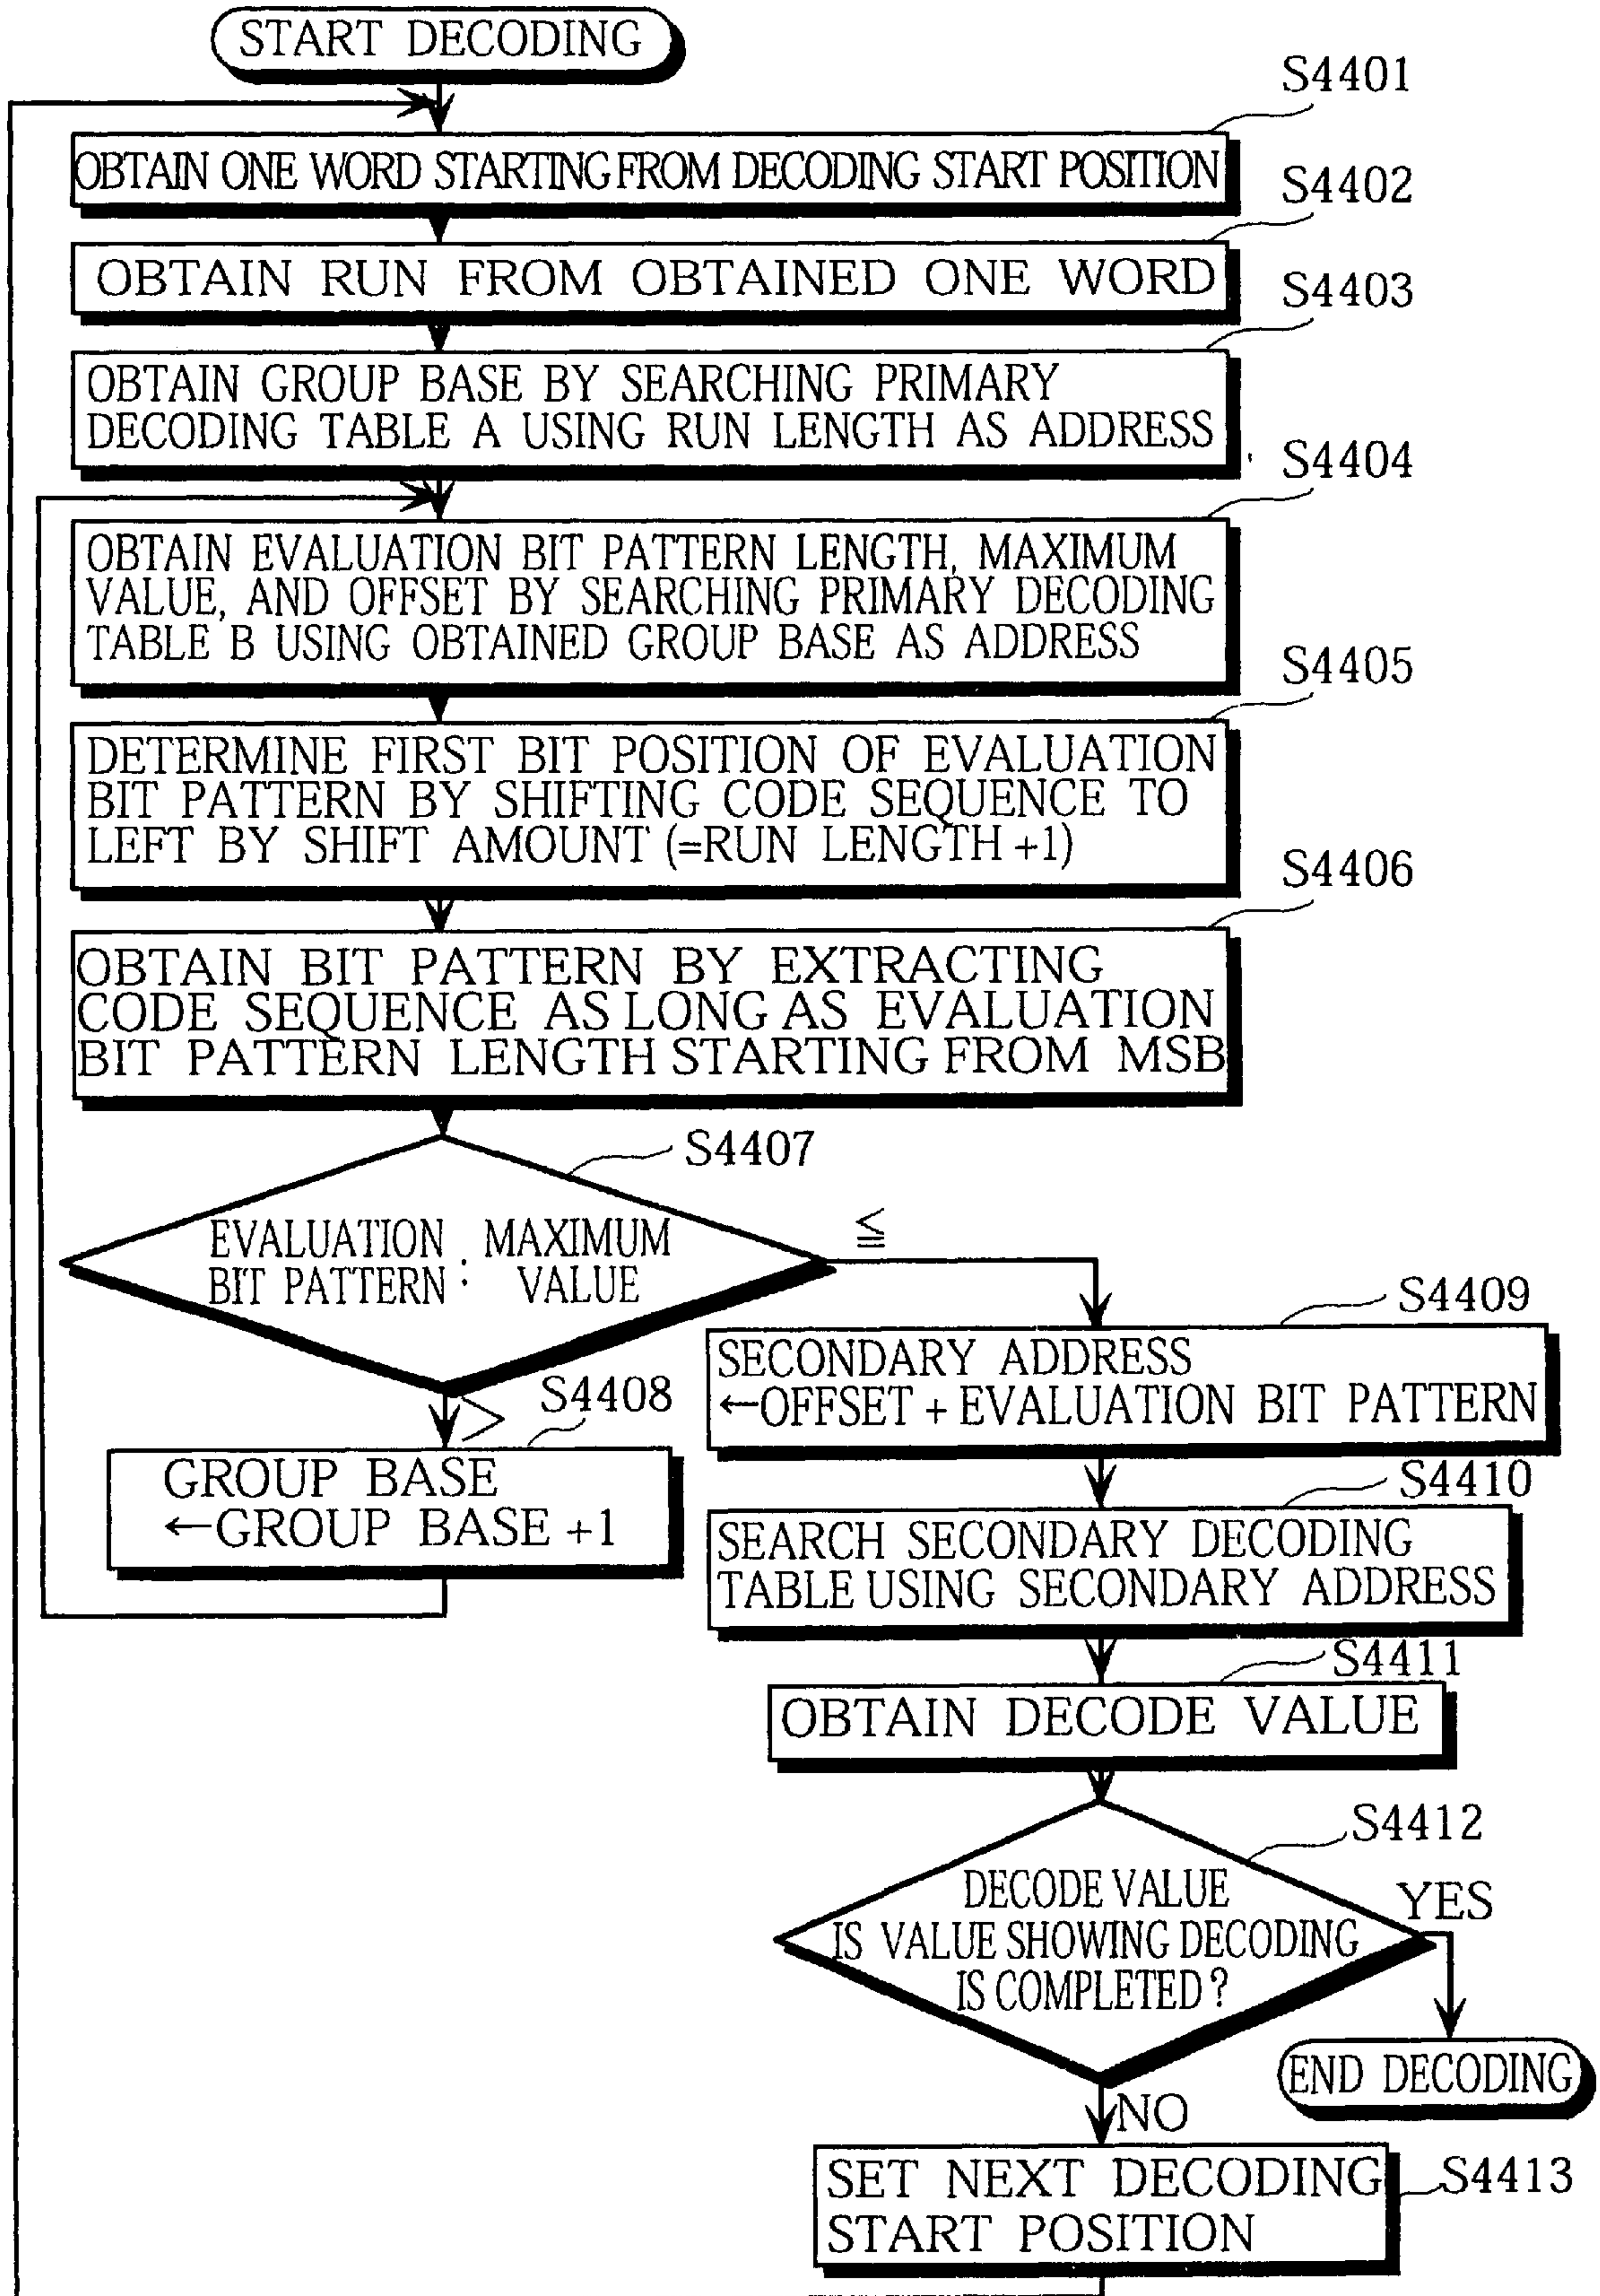 START DECODING
S4401
OBTAIN ONE WORD STARTING FROM DECODING START POSITION
S4402
OBTAIN RUN FROM OBTAINED ONE WORD
S4403
OBTAIN GROUP BASE BY SEARCHING PRIMARY
DECODING TABLE A USING RUN LENGTH AS ADDRESS
S4404
OBTAIN EVALUATION BIT PATTERN LENGTH, MAXIMUM
VALUE, AND OFFSET BY SEARCHING PRIMARY DECODING
TABLE B USING OBTAINED GROUP BASE AS ADDRESS
S4405
DETERMINE FIRST BIT POSITION OF EVALUATION
BIT PATTERN BY SHIFTING CODE SEQUENCE TO
LEFT BY SHIFT AMOUNT (=RUN LENGTH +1)
S4406
OBTAIN BIT PATTERN BY EXTRACTING
CODE SEQUENCE AS LONG AS EVALUATION
BIT PATTERN LENGTH STARTING FROM MSB
S4407
EVALUATION : MAXIMUM
BIT PATTERN VALUE
≦
>
S4408
GROUP BASE
←GROUP BASE +1
S4409
SECONDARY ADDRESS
←OFFSET + EVALUATION BIT PATTERN
S4410
SEARCH SECONDARY DECODING
TABLE USING SECONDARY ADDRESS
S4411
OBTAIN DECODE VALUE
S4412
DECODE VALUE
IS VALUE SHOWING DECODING
IS COMPLETED?
YES
END DECODING
NO
S4413
SET NEXT DECODING
START POSITION